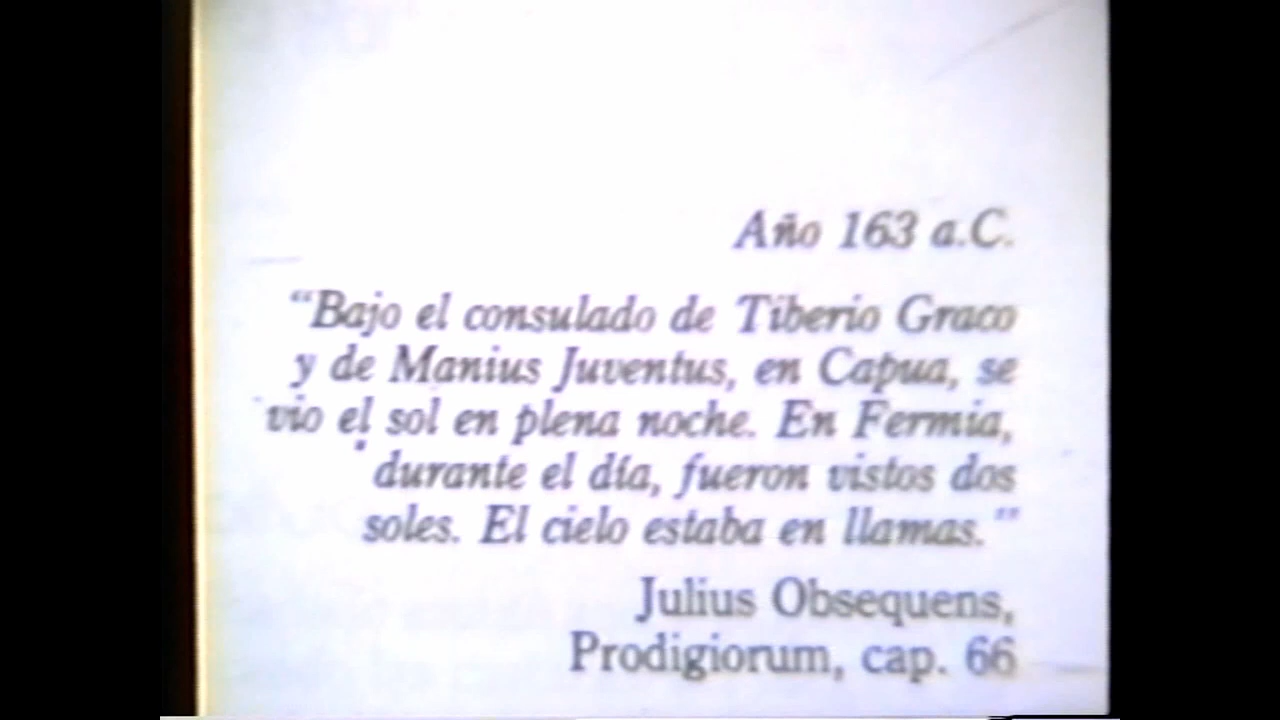 Año 163 a.C.
“Bajo el consulado de Tiberio Graco
y de Manius Juventus, en Capua, se
vio el sol en plena noche. En Fermia,
durante el día, fueron vistos dos
soles. El cielo estaba en llamas.”
Julius Obsequens,
Prodigiorum, cap. 66